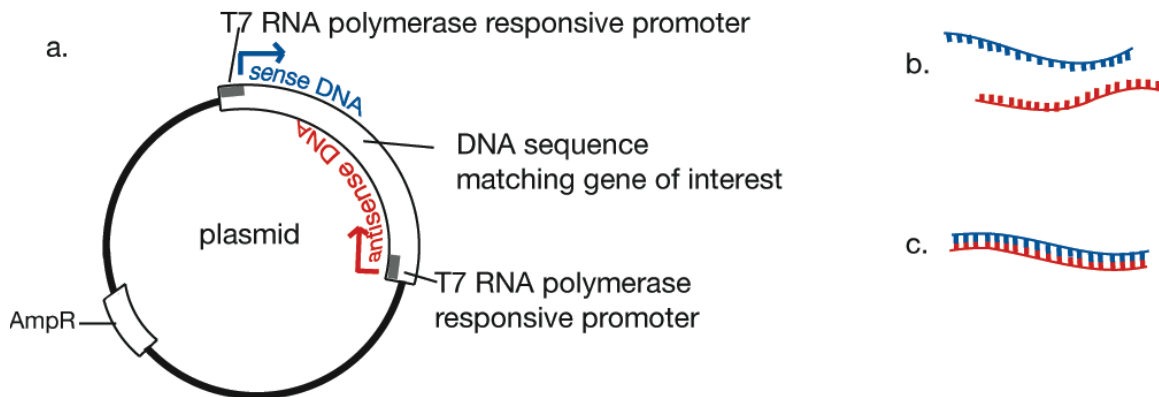 a.
T7 RNA polymerase responsive promoter
sense DNA
antisense DNA
DNA sequence
matching gene of interest
plasmid
T7 RNA polymerase
responsive promoter
AmpR
b.
c.